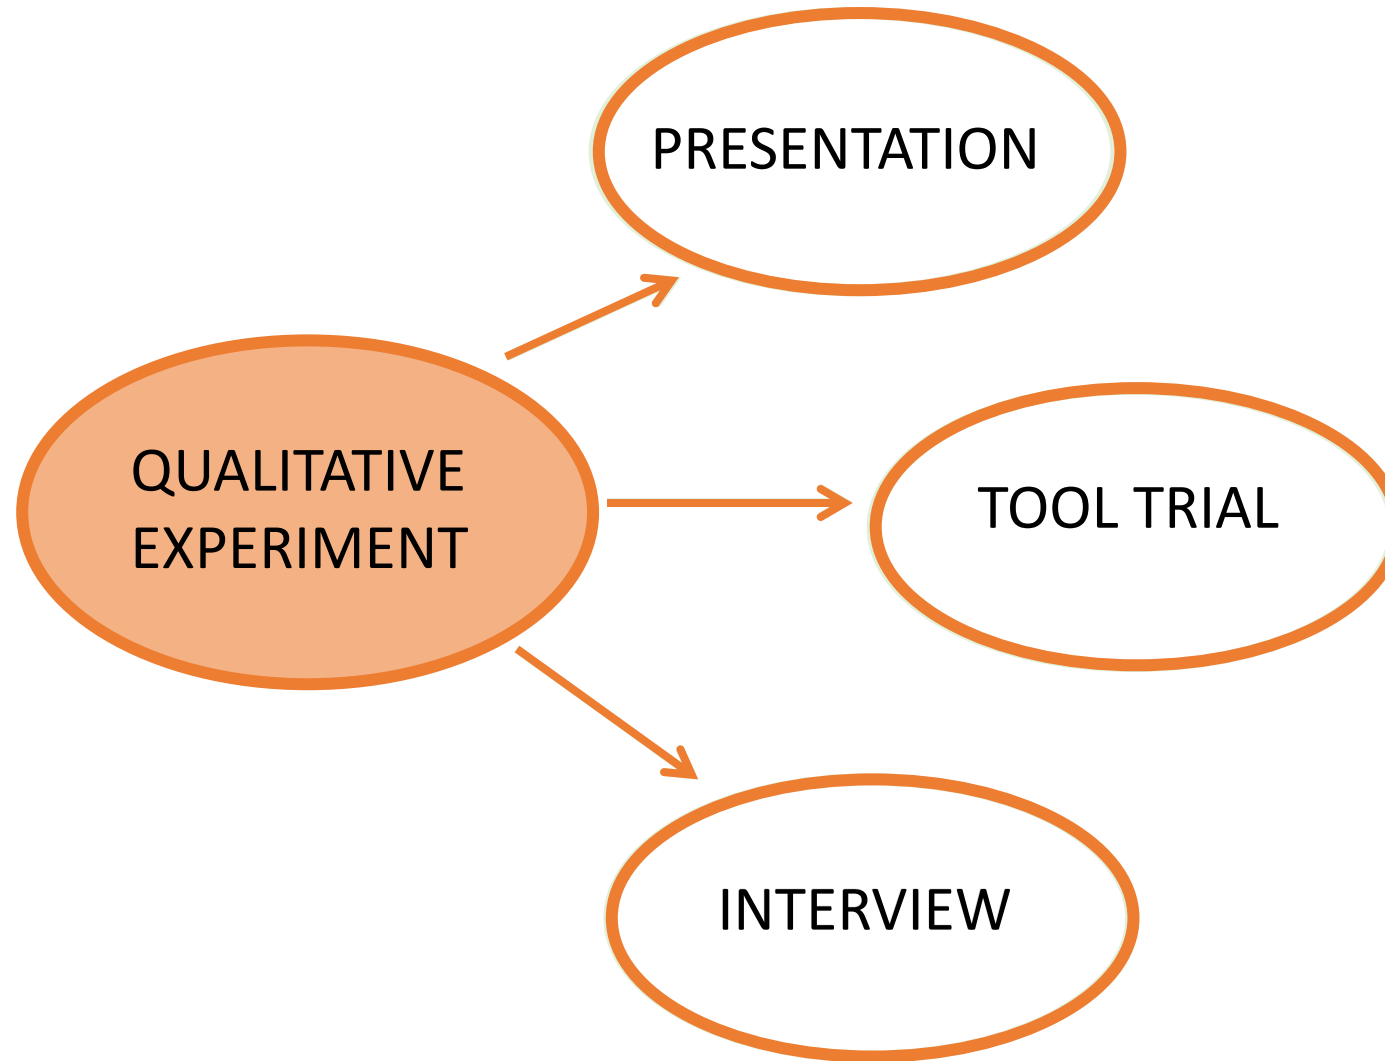 PRESENTATION
QUALITATIVE
EXPERIMENT
TOOL TRIAL
INTERVIEW